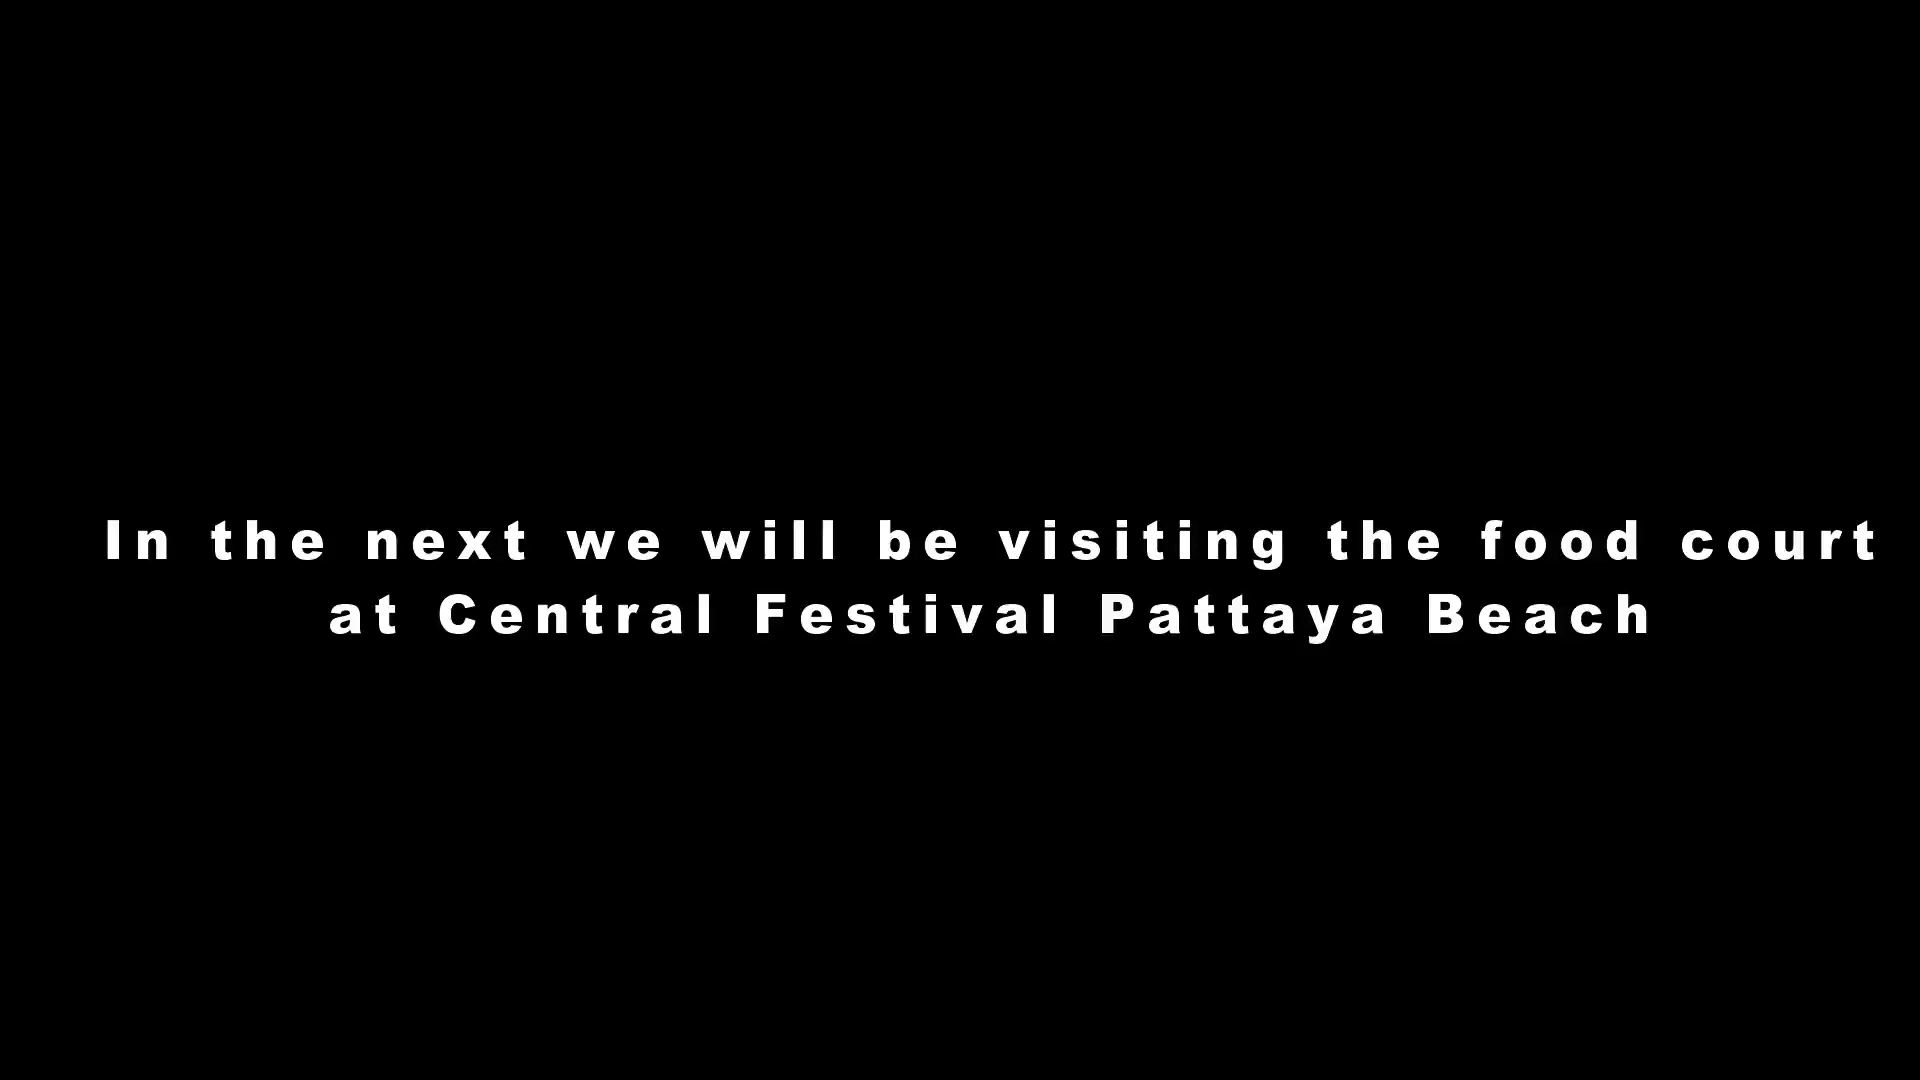 In the next we will be visiting the food court
at Central Festival Pattaya Beach